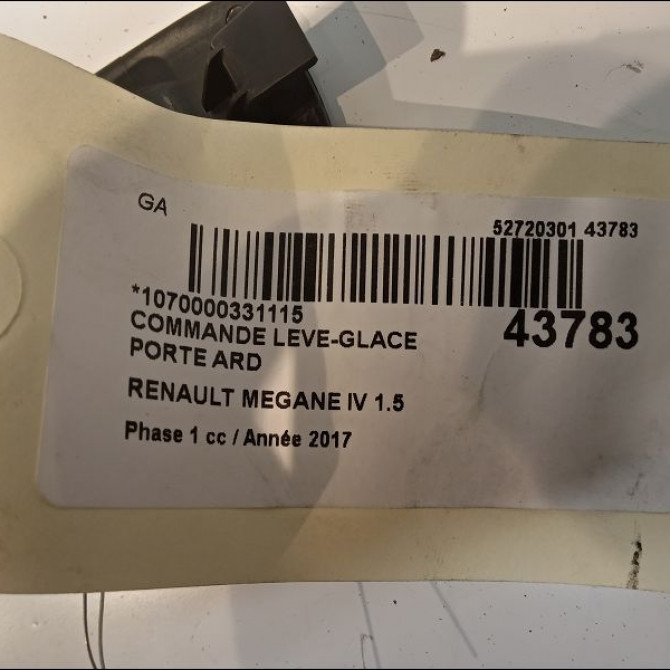 GA
52720301 43783
*1070000331115
43783
COMMANDE LEVE-GLACE
PORTE ARD
RENAULT MEGANE IV 1.5
Phase 1 cc / Année 2017